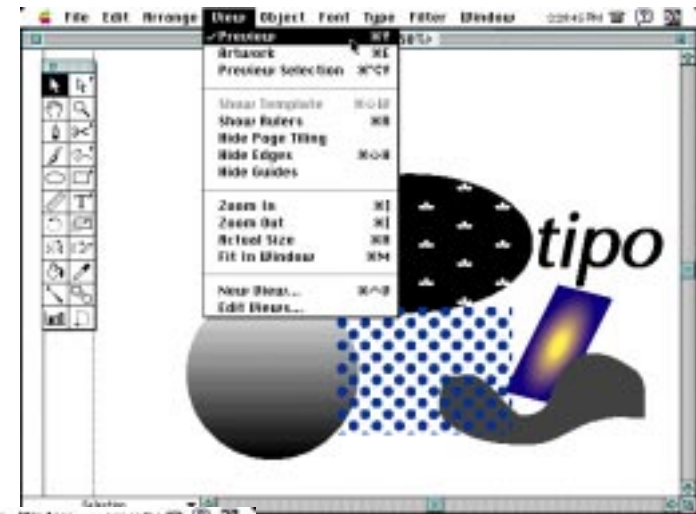 File Edit Arrange View Object Font Type Filter Window
Preview ⌘Y
Artwork ⌘E
Preview Selection
Show Template
Show Rulers ⌘R
Hide Page Tiling
Hide Edges
Hide Guides
Zoom In ⌘]
Zoom Out ⌘[
Actual Size ⌘H
Fit In Window ⌘M
New View...
Edit Views...
tipo
Selection
Window